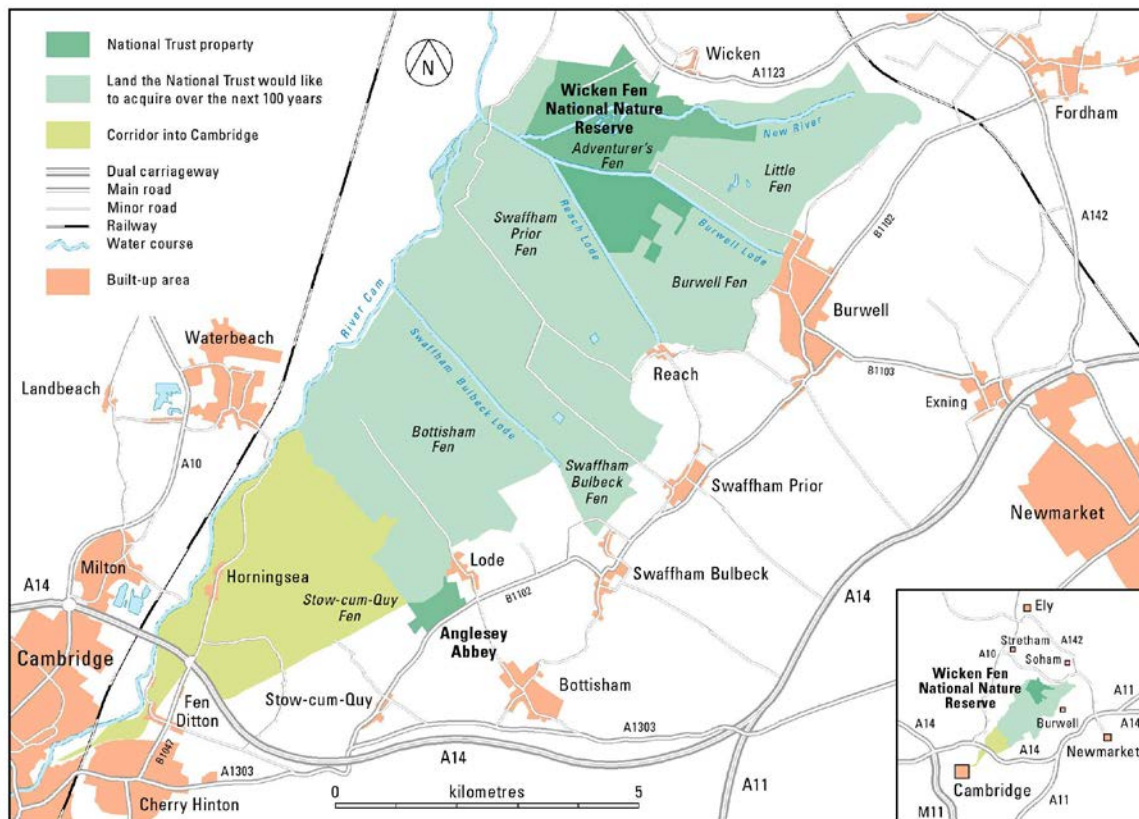 National Trust property
Land the National Trust would like
to acquire over the next 100 years
Corridor into Cambridge
Dual carriageway
Main road
Minor road
Railway
Water course
Built-up area
N
Wicken
A1123
Fordham
Wicken Fen
National Nature
Reserve
Adventurer's
Fen
New River
Little
Fen
A142
B1102
Swaffham
Prior
Fen
Reach Lode
Burwell Lode
Burwell Fen
Burwell
River Cam
Waterbeach
Landbeach
Reach
B1103
Exning
Swaffham Bulbeck Lode
Bottisham
Fen
A10
Swaffham
Bulbeck
Fen
Swaffham Prior
Newmarket
Milton
A14
Horningsea
Lode
Stow-cum-Quy
Fen
B1102
Swaffham Bulbeck
A14
Cambridge
Anglesey
Abbey
Fen
Ditton
Stow-cum-Quy
Bottisham
A1303
B1047
A1303
A14
A11
Cherry Hinton
0
kilometres
5
Ely
Stretham
A142
A10
Soham
Wicken Fen
National Nature
Reserve
A11
A14
Burwell
A14
A14
Newmarket
Cambridge
M11
A11